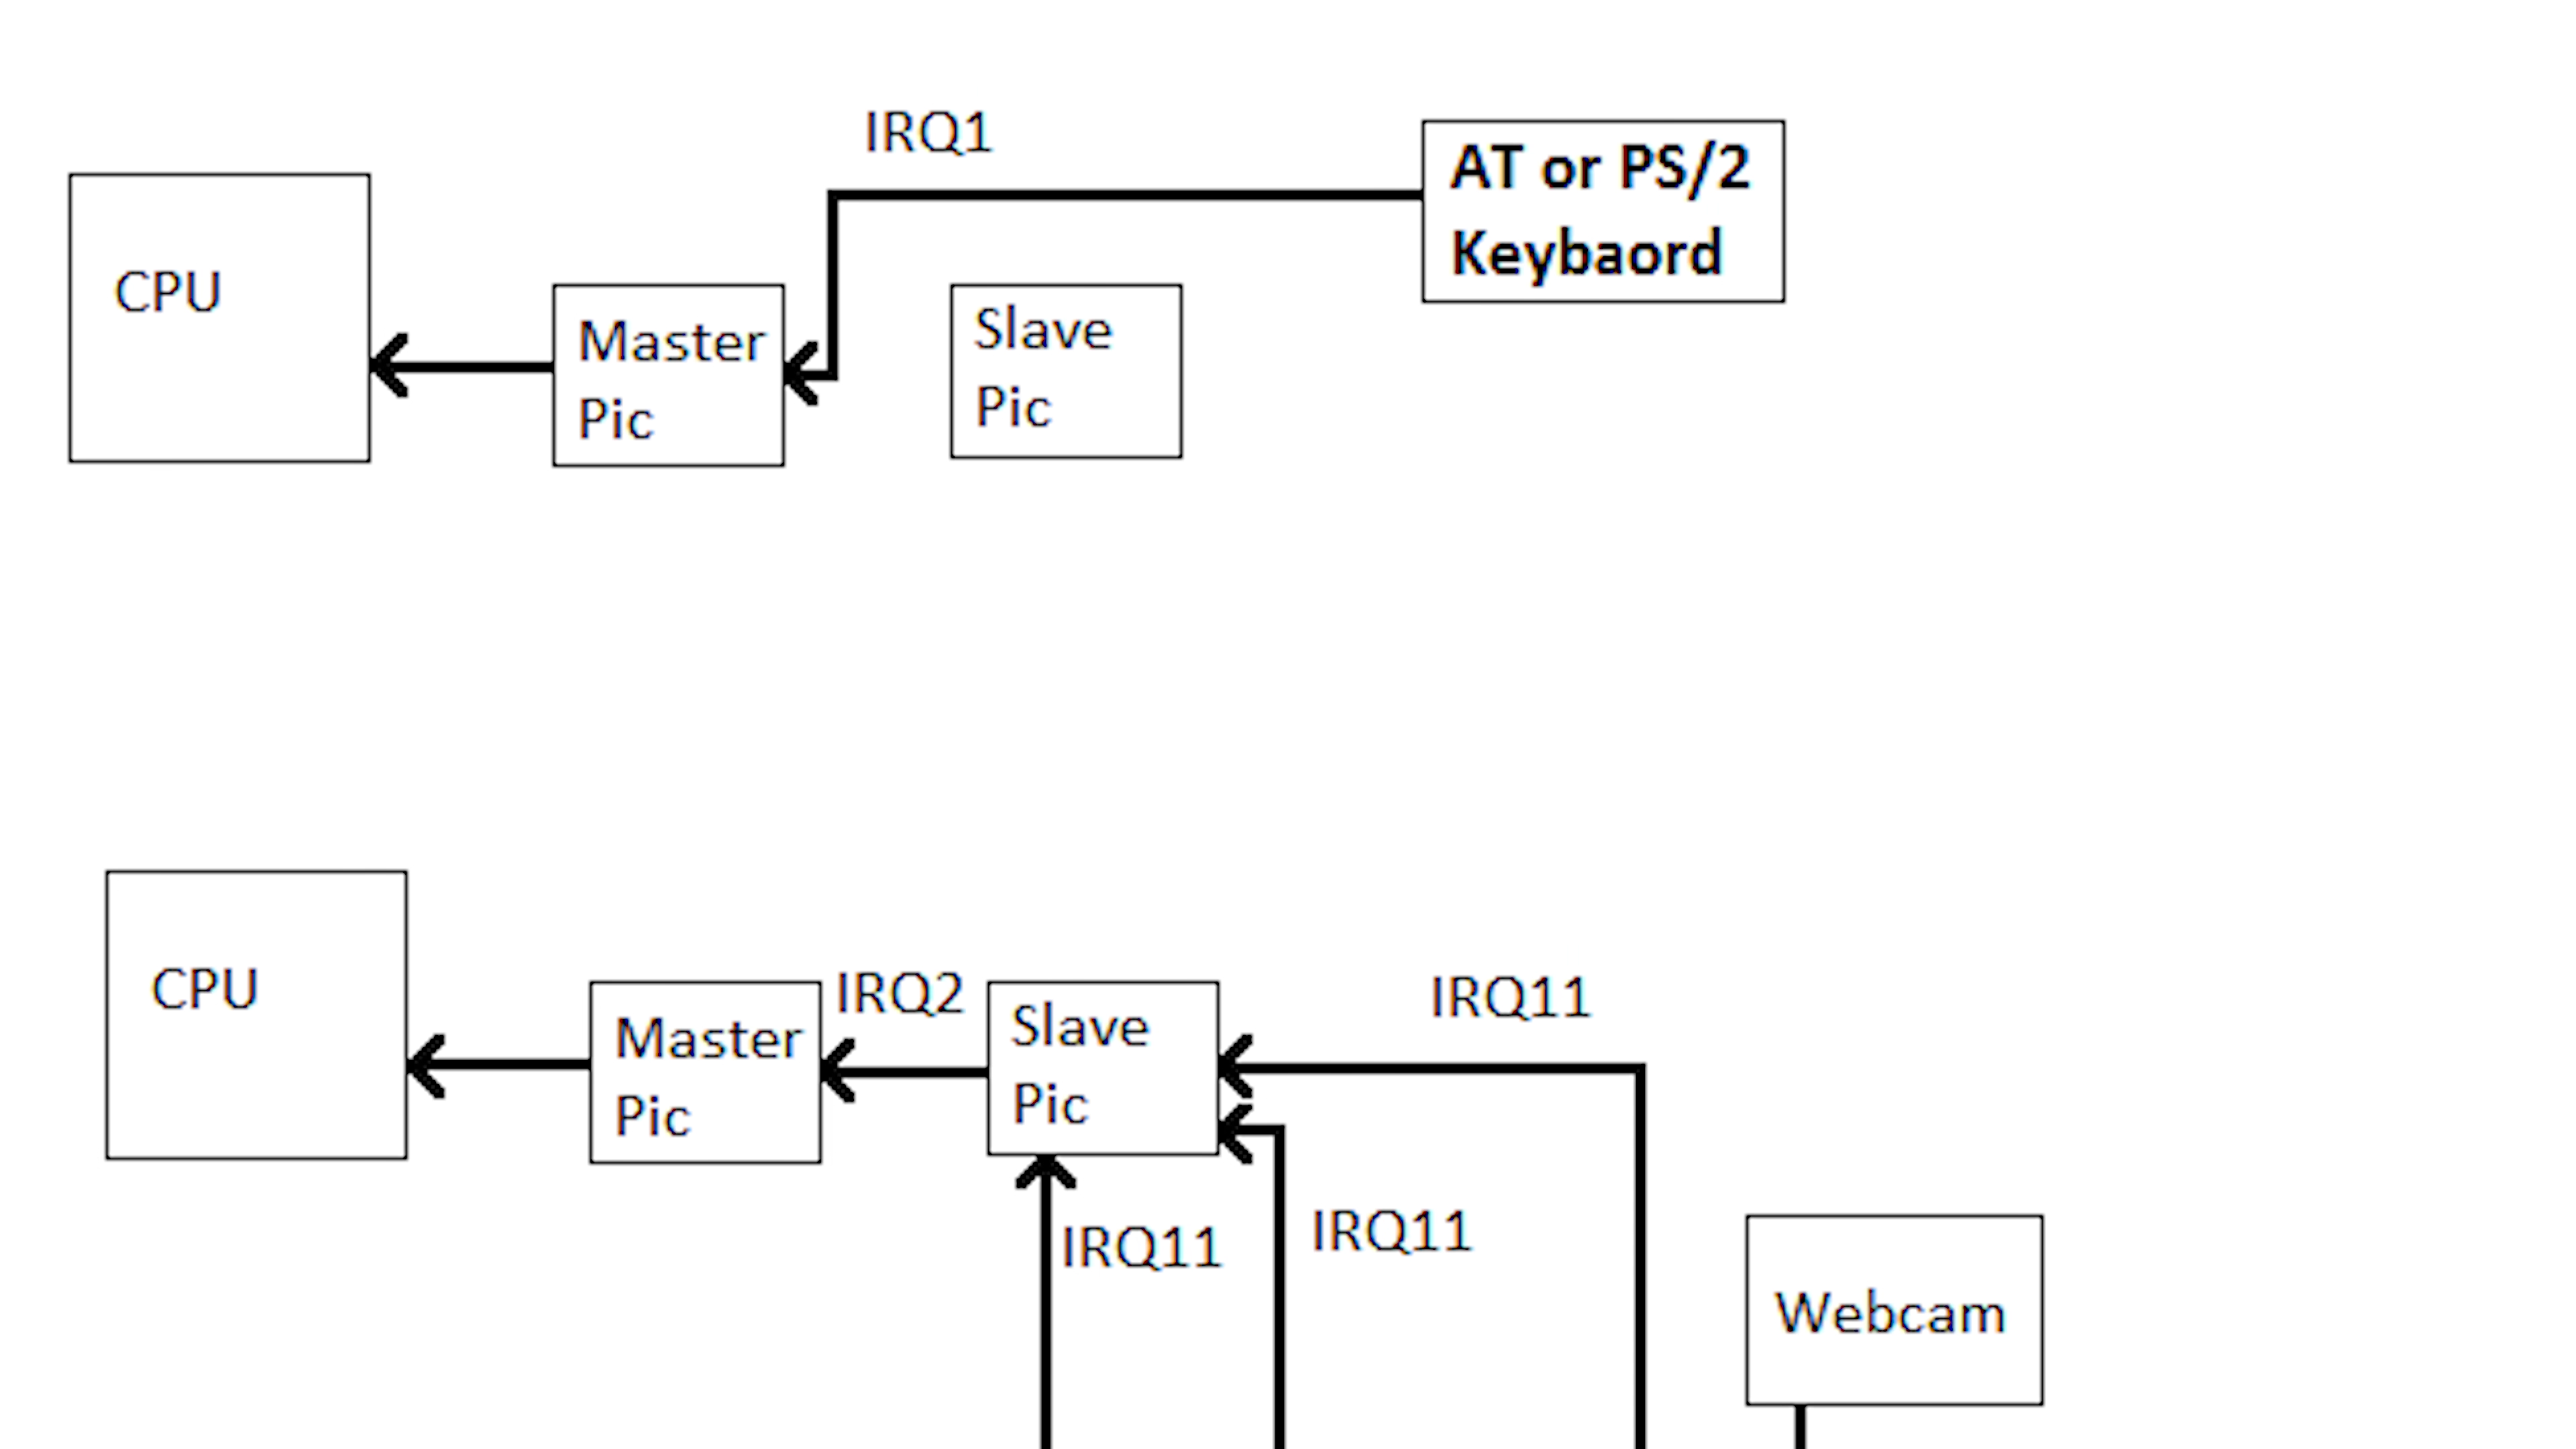 IRQ1
AT or PS/2
Keybaord
CPU
Master
Pic
Slave
Pic
CPU
Master
Pic
IRQ2
Slave
Pic
IRQ11
IRQ11
IRQ11
Webcam